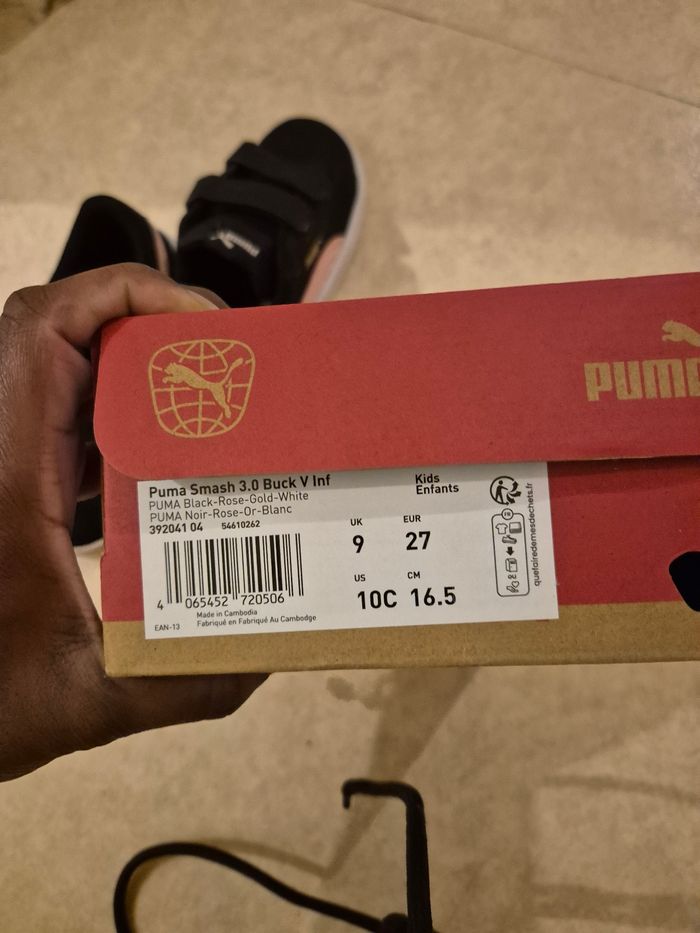 PUMA
PUMA
Puma Smash 3.0 Buck V Inf
PUMA Black-Rose-Gold-White
PUMA Noir-Rose-Or-Blanc
392041 04 54610262
Kids
Enfants
UK
9
EUR
27
US
10C
CM
16.5
4 065452 720506
EAN-13
Made in Cambodia
Fabriqué en Fabriqué Au Cambodge
quefairedemesdechets.fr